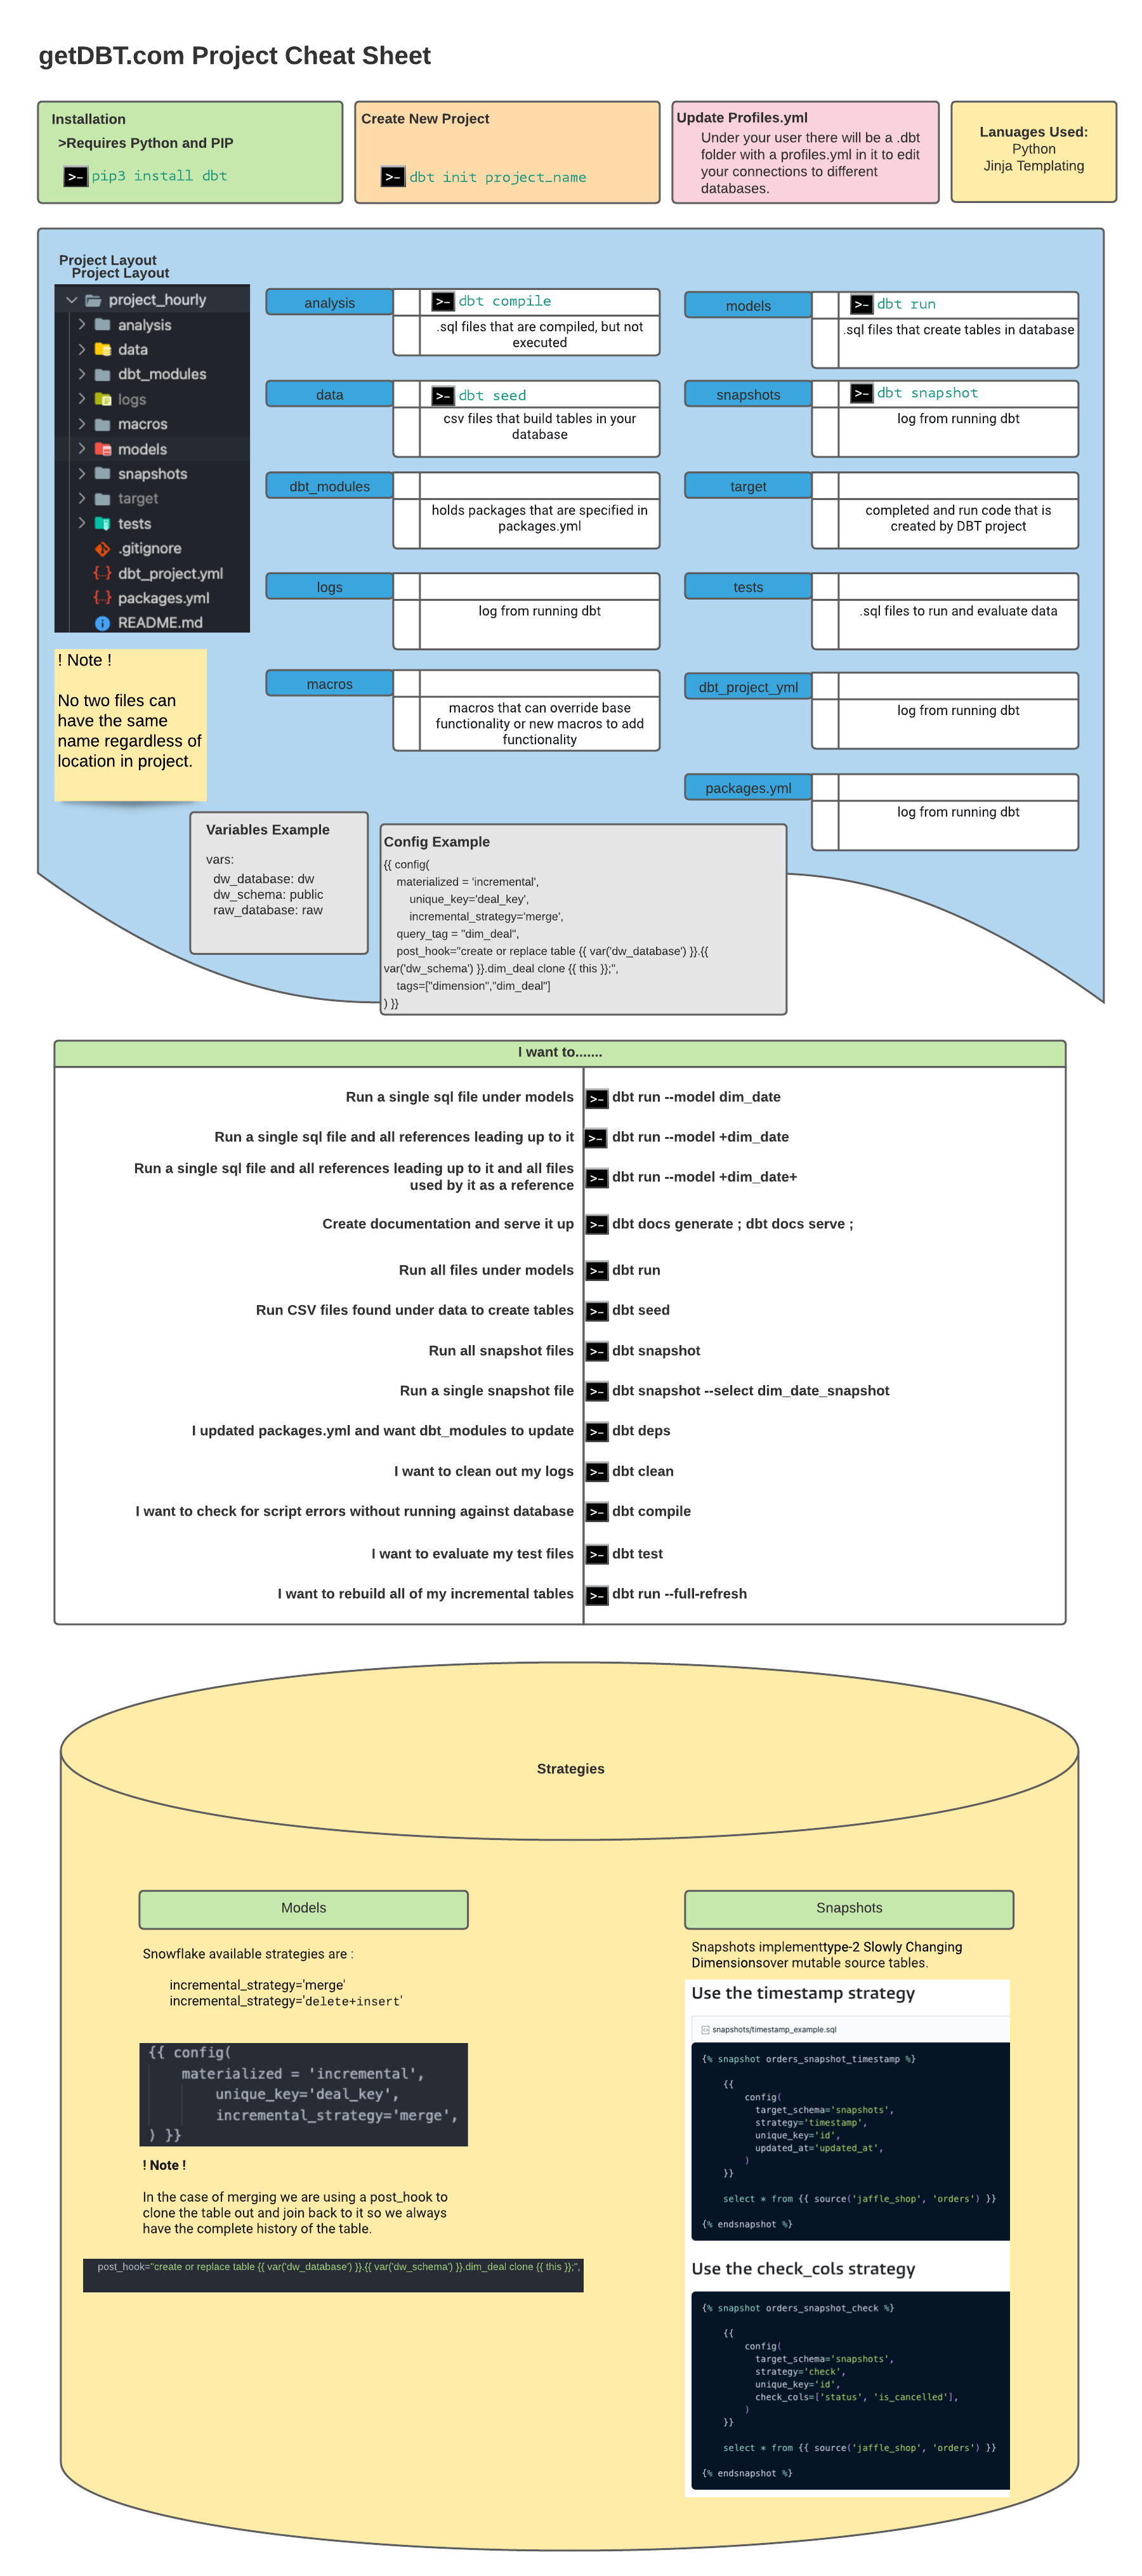 getDBT.com Project Cheat Sheet
Installation
>Requires Python and PIP
>- pip3 install dbt
Create New Project
>- dbt init project_name
Update Profiles.yml
Under your user there will be a .dbt
folder with a profiles.yml in it to edit
your connections to different
databases.
Lanuages Used:
Python
Jinja Templating
Project Layout
Project Layout
project_hourly
analysis
data
dbt_modules
logs
macros
models
snapshots
target
tests
.gitignore
dbt_project.yml
packages.yml
README.md
! Note !
No two files can
have the same
name regardless of
location in project.
analysis
>- dbt compile
.sql files that are compiled, but not
executed
data
>- dbt seed
csv files that build tables in your
database
dbt_modules
holds packages that are specified in
packages.yml
logs
log from running dbt
macros
macros that can override base
functionality or new macros to add
functionality
models
>- dbt run
.sql files that create tables in database
snapshots
>- dbt snapshot
log from running dbt
target
completed and run code that is
created by DBT project
tests
.sql files to run and evaluate data
dbt_project_yml
log from running dbt
packages.yml
log from running dbt
Variables Example
vars:
dw_database: dw
dw_schema: public
raw_database: raw
Config Example
{{ config(
materialized = 'incremental',
unique_key='deal_key',
incremental_strategy='merge',
query_tag = "dim_deal",
post_hook="create or replace table {{ var('dw_database') }}.{{
var('dw_schema') }}.dim_deal clone {{ this }};",
tags=["dimension","dim_deal"]
) }}
I want to.......
Run a single sql file under models >- dbt run --model dim_date
Run a single sql file and all references leading up to it >- dbt run --model +dim_date
Run a single sql file and all references leading up to it and all files
used by it as a reference >- dbt run --model +dim_date+
Create documentation and serve it up >- dbt docs generate ; dbt docs serve ;
Run all files under models >- dbt run
Run CSV files found under data to create tables >- dbt seed
Run all snapshot files >- dbt snapshot
Run a single snapshot file >- dbt snapshot --select dim_date_snapshot
I updated packages.yml and want dbt_modules to update >- dbt deps
I want to clean out my logs >- dbt clean
I want to check for script errors without running against database >- dbt compile
I want to evaluate my test files >- dbt test
I want to rebuild all of my incremental tables >- dbt run --full-refresh
Strategies
Models
Snowflake available strategies are :
incremental_strategy='merge'
incremental_strategy='delete+insert'
{{ config(
materialized = 'incremental',
unique_key='deal_key',
incremental_strategy='merge',
) }}
! Note !
In the case of merging we are using a post_hook to
clone the table out and join back to it so we always
have the complete history of the table.
post_hook="create or replace table {{ var('dw_database') }}.{{ var('dw_schema') }}.dim_deal clone {{ this }};",
Snapshots
Snapshots implementtype-2 Slowly Changing
Dimensionsover mutable source tables.
Use the timestamp strategy
snapshots/timestamp_example.sql
{% snapshot orders_snapshot_timestamp %}
{{
config(
target_schema='snapshots',
strategy='timestamp',
unique_key='id',
updated_at='updated_at',
)
}}
select * from {{ source('jaffle_shop', 'orders') }}
{% endsnapshot %}
Use the check_cols strategy
{% snapshot orders_snapshot_check %}
{{
config(
target_schema='snapshots',
strategy='check',
unique_key='id',
check_cols=['status', 'is_cancelled'],
)
}}
select * from {{ source('jaffle_shop', 'orders') }}
{% endsnapshot %}